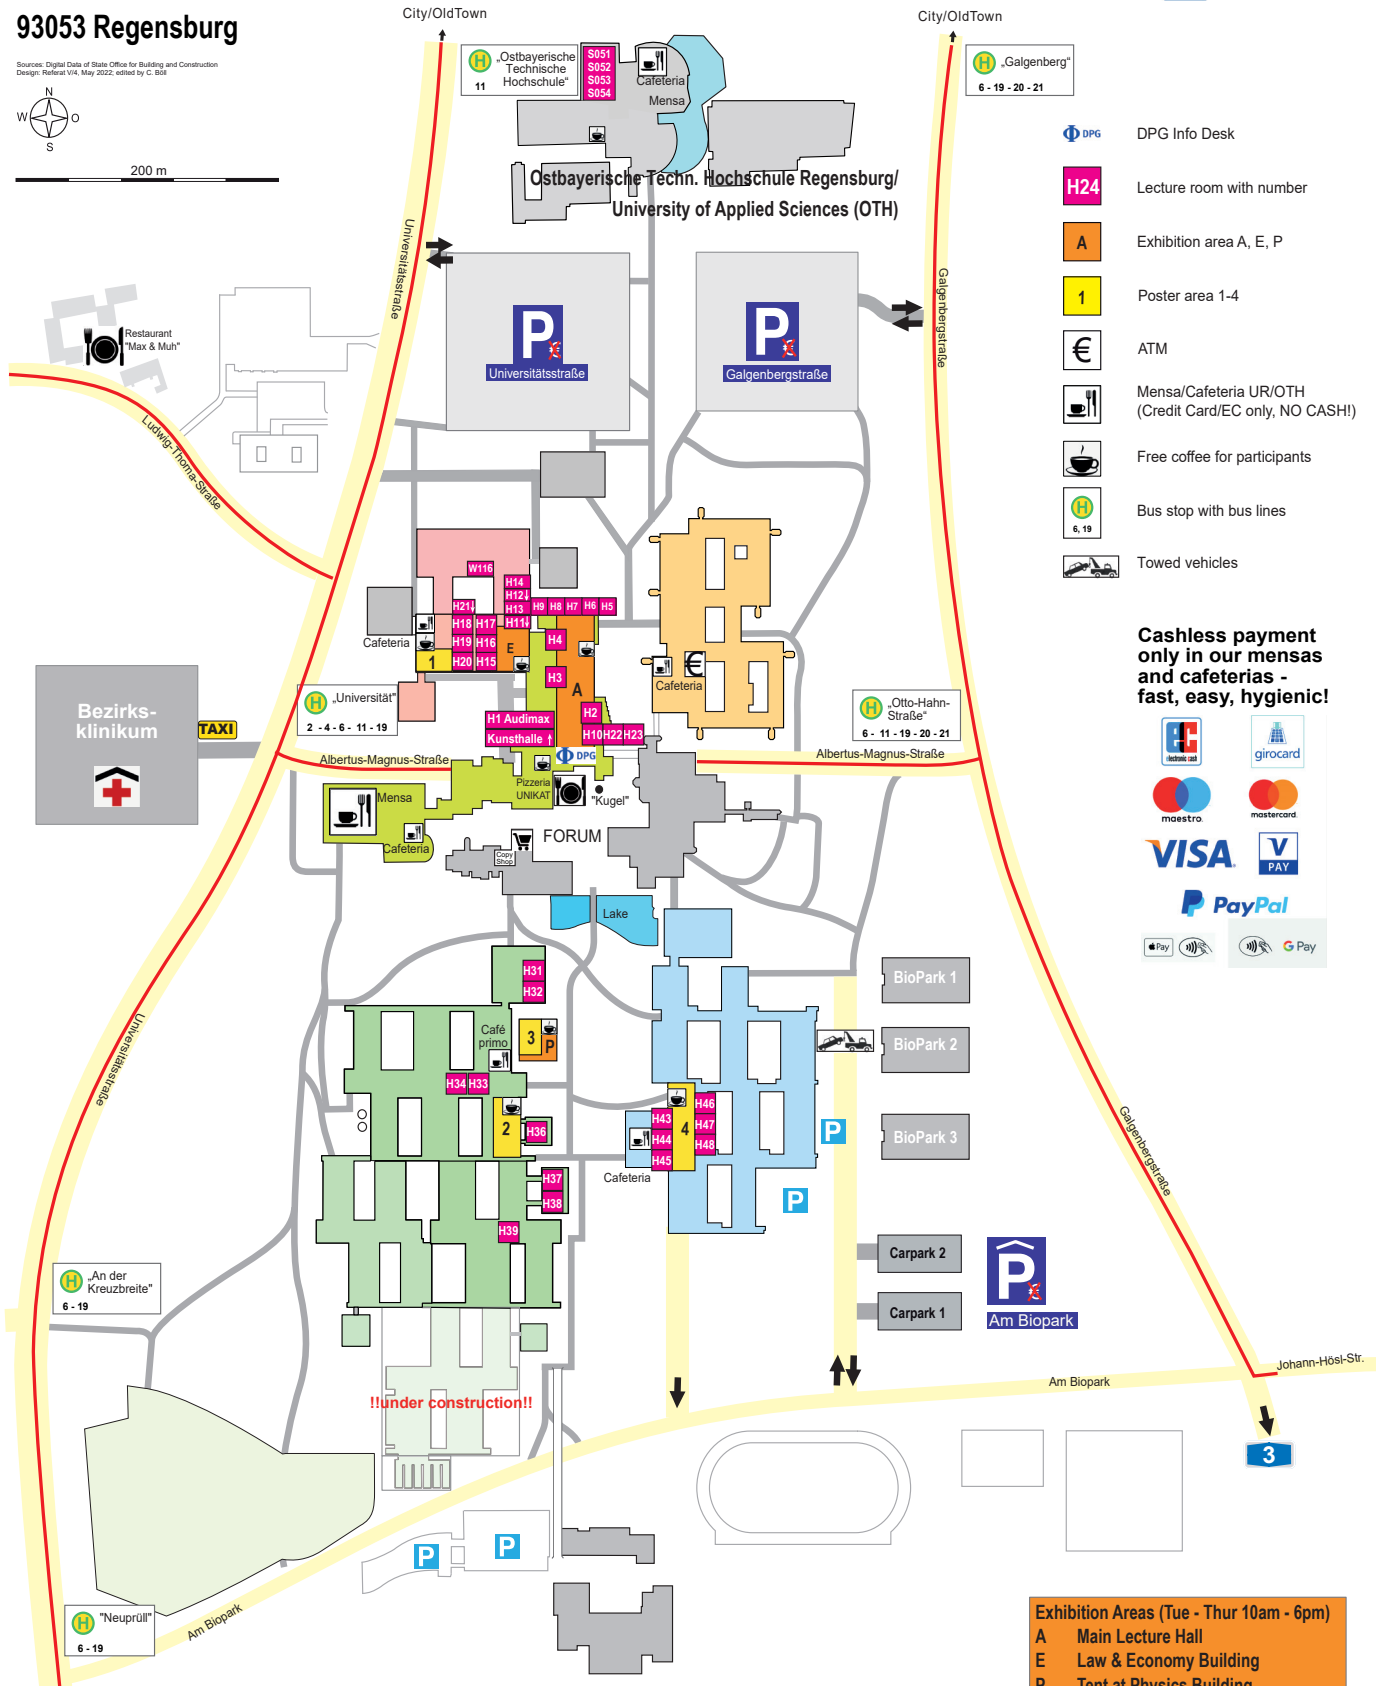 City/OldTown
City/OldTown
93053 Regensburg
Sources: Digital Data of State Office for Building and Construction
Design: Referat V/4, May 2022; edited by C. Böll
N
W
O
S
200 m
H
„Ostbayerische
Technische
Hochschule"
11
S051
S052
S053
S054
Cafeteria
Mensa
H
„Galgenberg"
6 - 19 - 20 - 21
Ostbayerische Techn. Hochschule Regensburg/
University of Applied Sciences (OTH)
Φ DPG
DPG Info Desk
H24
Lecture room with number
A
Exhibition area A, E, P
1
Poster area 1-4
€
ATM
Mensa/Cafeteria UR/OTH
(Credit Card/EC only, NO CASH!)
Free coffee for participants
H
6, 19
Bus stop with bus lines
Towed vehicles
Universitätsstraße
Galgenbergstraße
P
Universitätsstraße
P
Galgenbergstraße
Restaurant
"Max & Muh"
Ludwig-Thoma-Straße
W116
H14
H12↓
H13
H11↓
H9
H8
H7
H6
H5
H21↓
H18
H17
H19
H16
H20
H15
H4
H3
E
A
1
Cafeteria
H2
H10
H22
H23
H1 Audimax
Kunsthalle ↑
Φ DPG
€
Cafeteria
Cashless payment
only in our mensas
and cafeterias -
fast, easy, hygienic!
EC
electronic cash
girocard
maestro
mastercard
VISA
V
PAY
PayPal
Pay
G Pay
Bezirks-
klinikum
TAXI
H
„Universität"
2 - 4 - 6 - 11 - 19
H
„Otto-Hahn-
Straße"
6 - 11 - 19 - 20 - 21
Albertus-Magnus-Straße
Albertus-Magnus-Straße
Mensa
Cafeteria
Pizzeria
UNIKAT
"Kugel"
FORUM
Copy
Shop
Lake
H31
H32
Café
primo
3
P
H34
H33
2
H36
H37
H38
H39
H43
H44
H45
4
H46
H47
H48
Cafeteria
P
P
BioPark 1
BioPark 2
BioPark 3
Carpark 2
Carpark 1
P
Am Biopark
Universitätsstraße
Galgenbergstraße
H
„An der
Kreuzbreite"
6 - 19
!!under construction!!
Am Biopark
Johann-Hösl-Str.
3
P
P
H
"Neuprüll"
6 - 19
Am Biopark
Exhibition Areas (Tue - Thur 10am - 6pm)
A Main Lecture Hall
E Law & Economy Building
P Tent at Physics Building